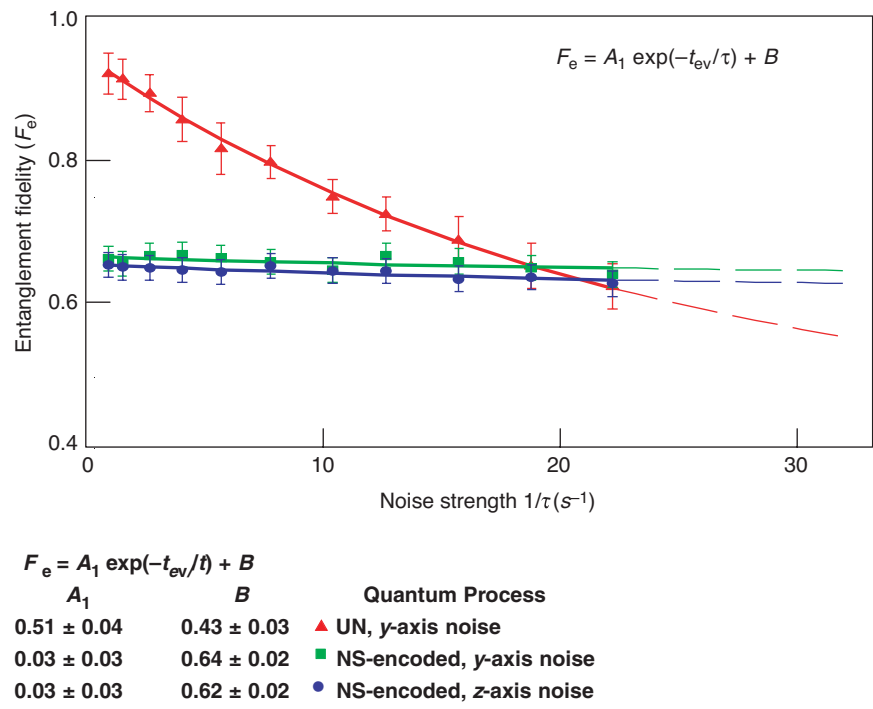 1.0
F_e = A_1 exp(−t_ev/τ) + B
0.8
0.6
0.4
Entanglement fidelity (F_e)
0 10 20 30
Noise strength 1/τ (s^−1)
F_e = A_1 exp(−t_ev/t) + B
A_1 B Quantum Process
0.51 ± 0.04 0.43 ± 0.03 UN, y-axis noise
0.03 ± 0.03 0.64 ± 0.02 NS-encoded, y-axis noise
0.03 ± 0.03 0.62 ± 0.02 NS-encoded, z-axis noise